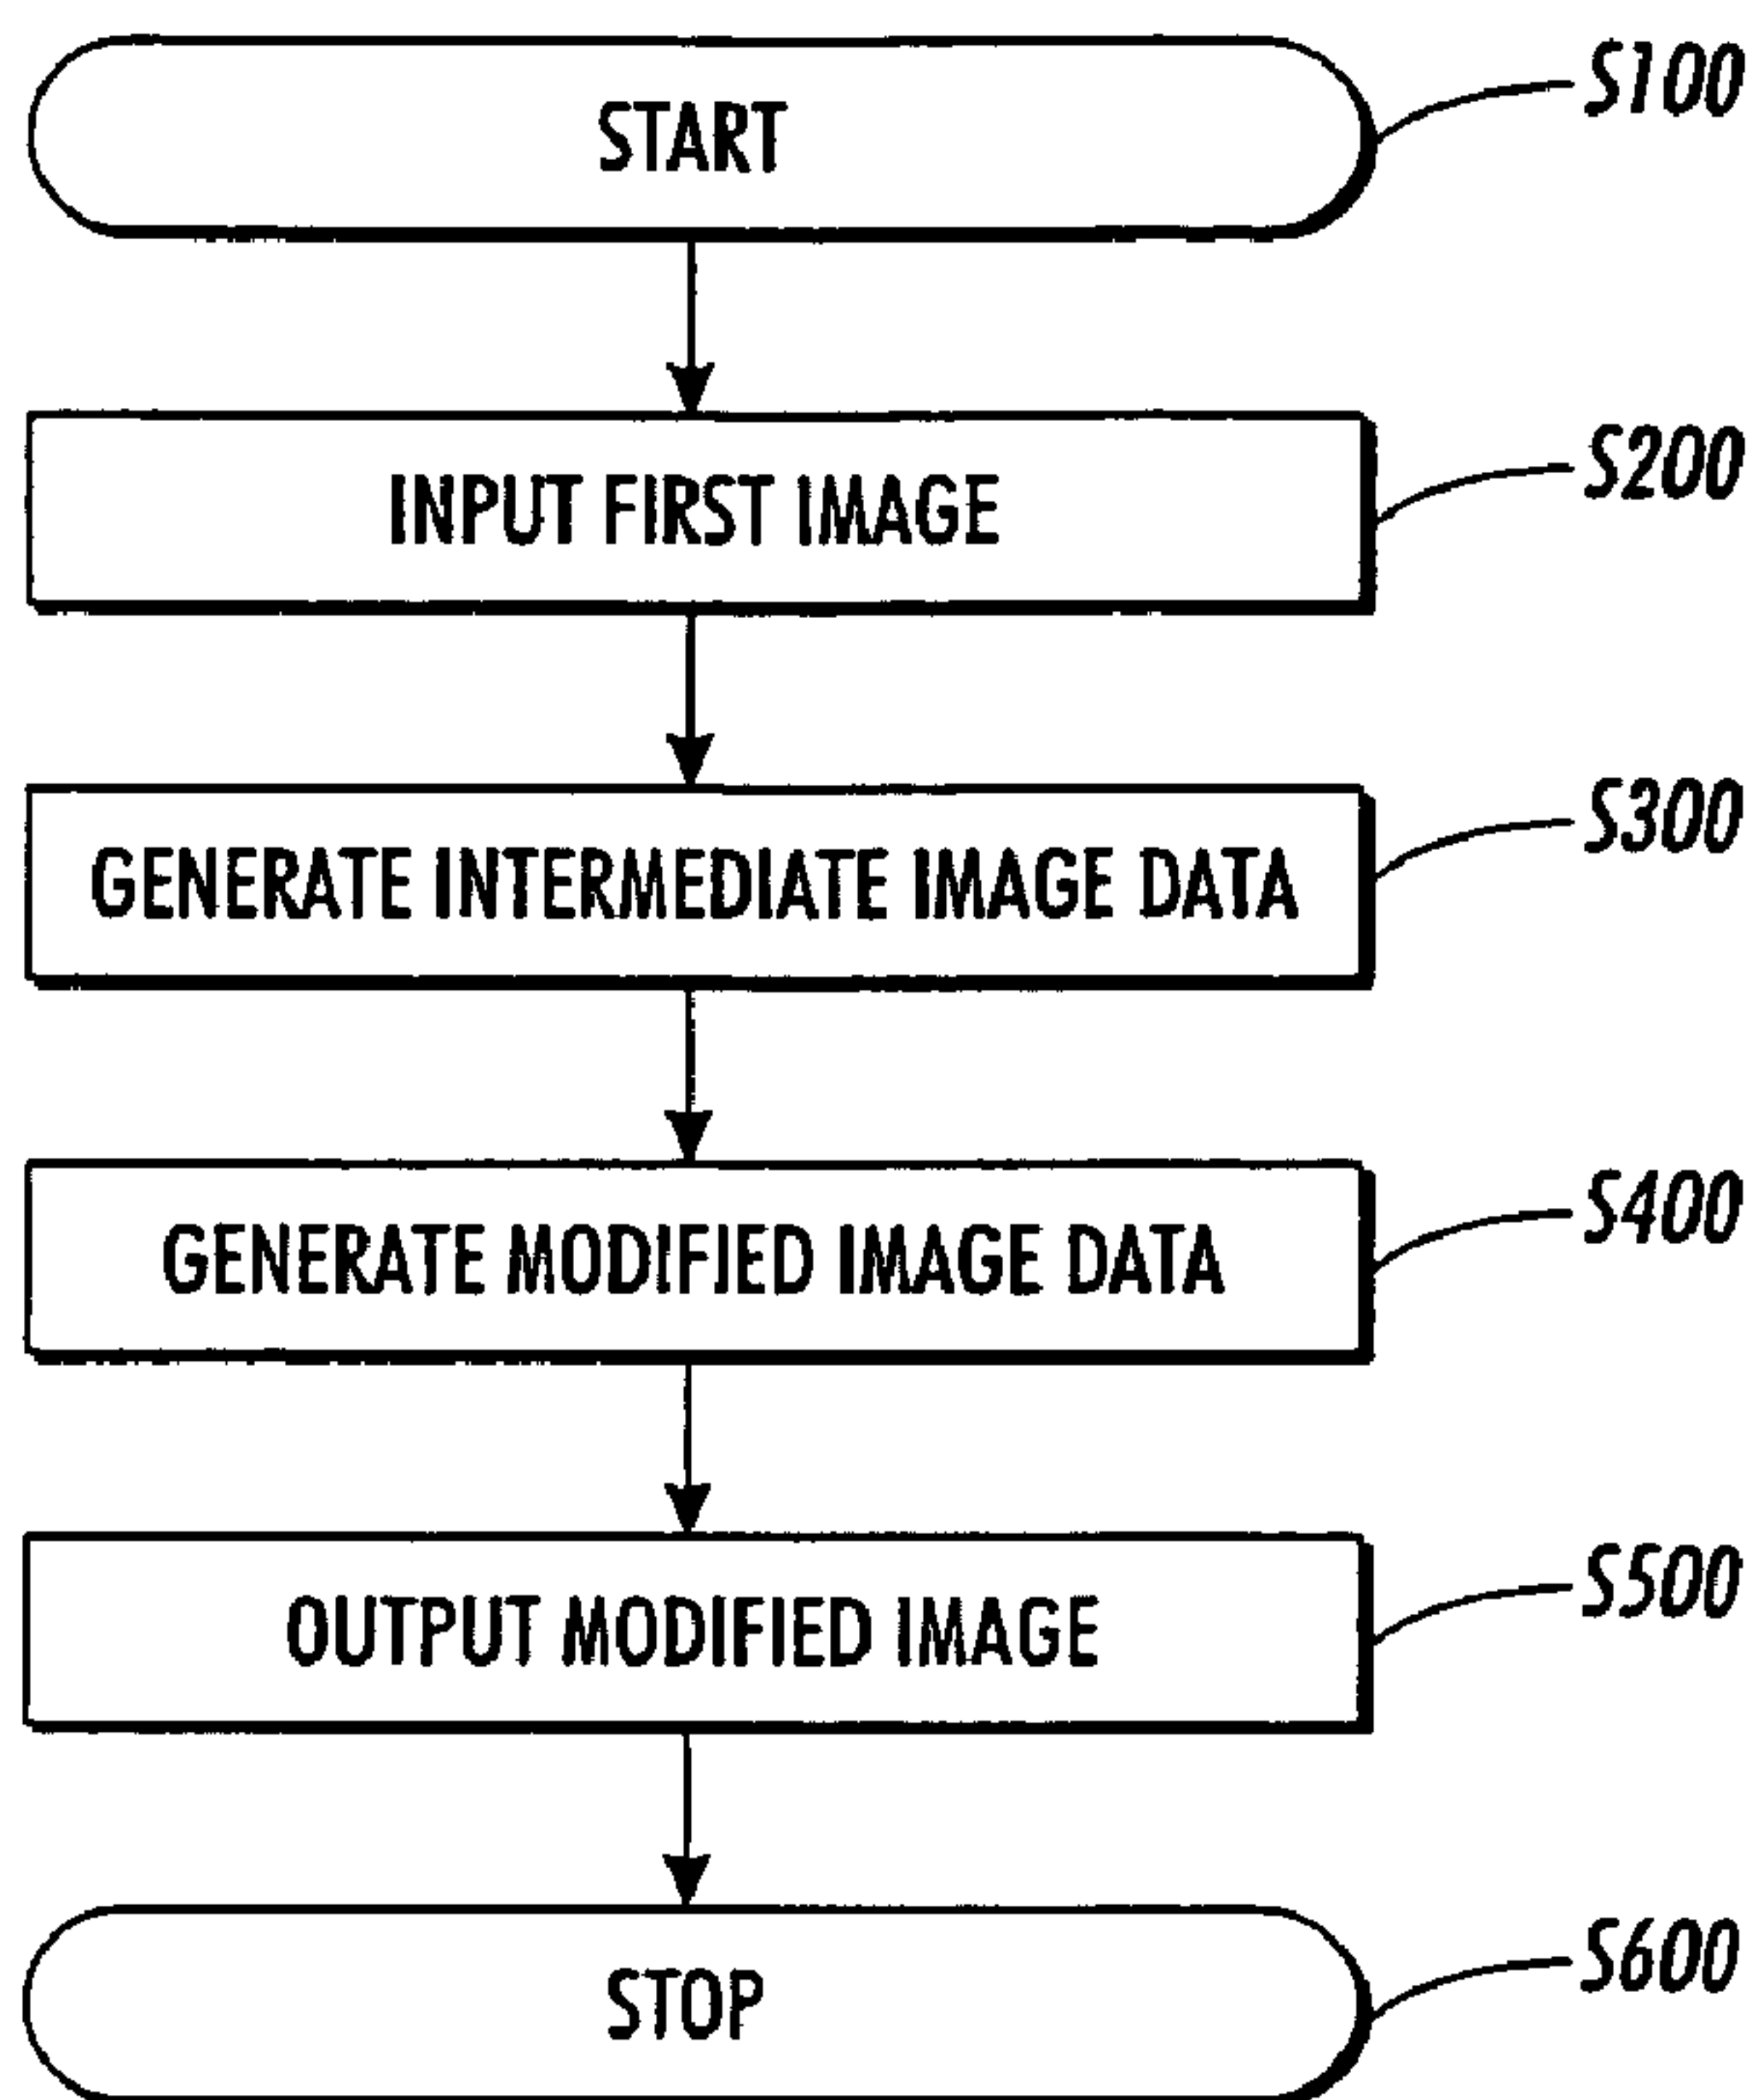 START
S100
INPUT FIRST IMAGE
S200
GENERATE INTERMEDIATE IMAGE DATA
S300
GENERATE MODIFIED IMAGE DATA
S400
OUTPUT MODIFIED IMAGE
S500
STOP
S600